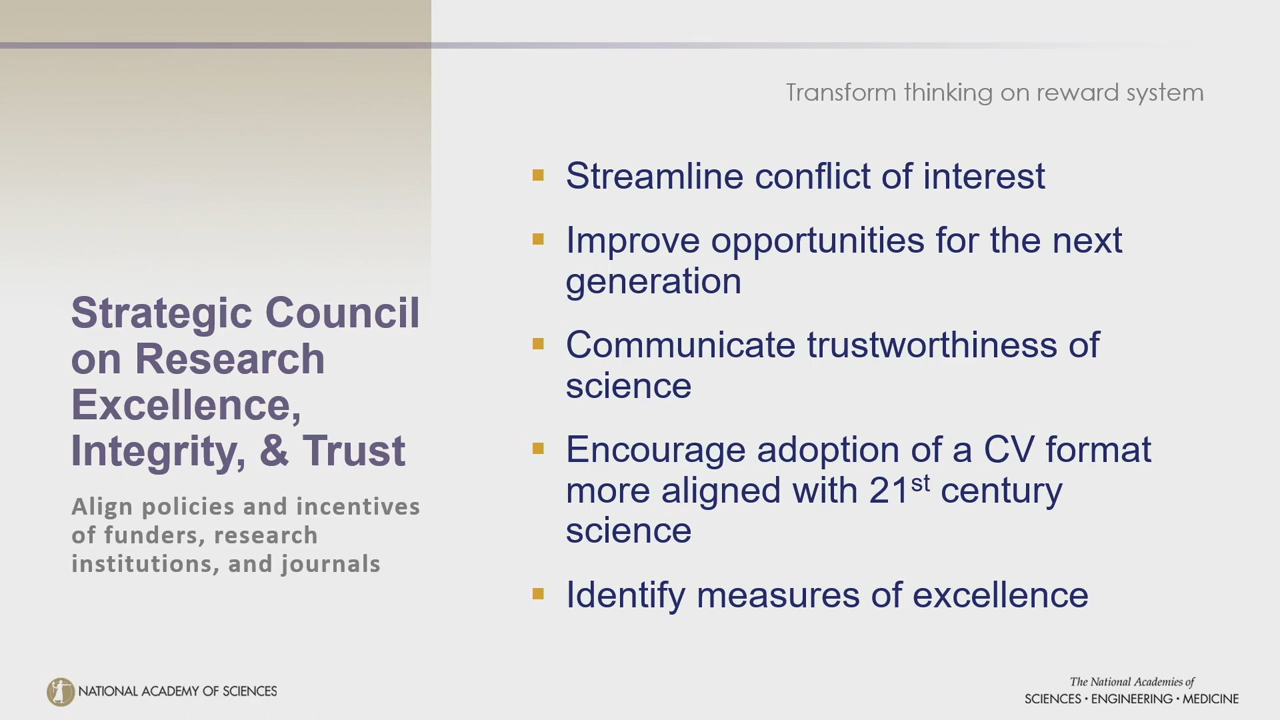 Transform thinking on reward system
Strategic Council
on Research
Excellence,
Integrity, & Trust
Align policies and incentives
of funders, research
institutions, and journals
▪ Streamline conflict of interest
▪ Improve opportunities for the next
generation
▪ Communicate trustworthiness of
science
▪ Encourage adoption of a CV format
more aligned with 21st century
science
▪ Identify measures of excellence
NATIONAL ACADEMY OF SCIENCES
The National Academies of
SCIENCES · ENGINEERING · MEDICINE